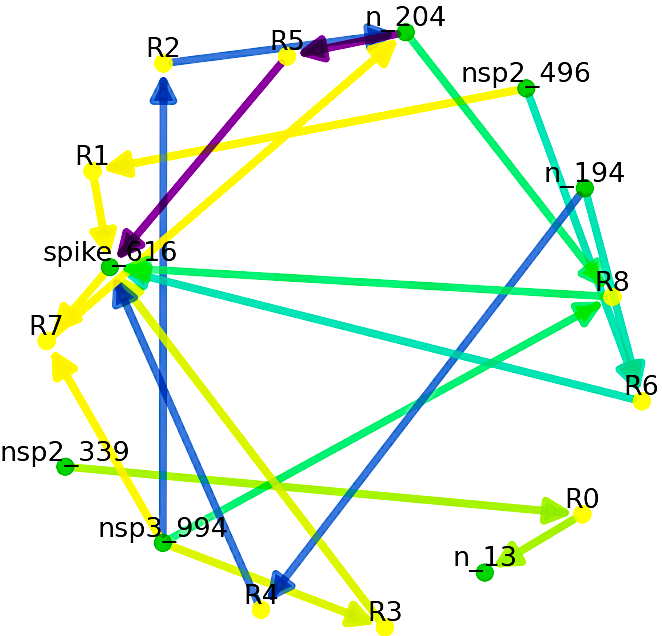 n_204
R5
R2
nsp2_496
R1
n_194
spike_616
R8
R7
R6
nsp2_339
R0
nsp3_994
n_13
R4
R3